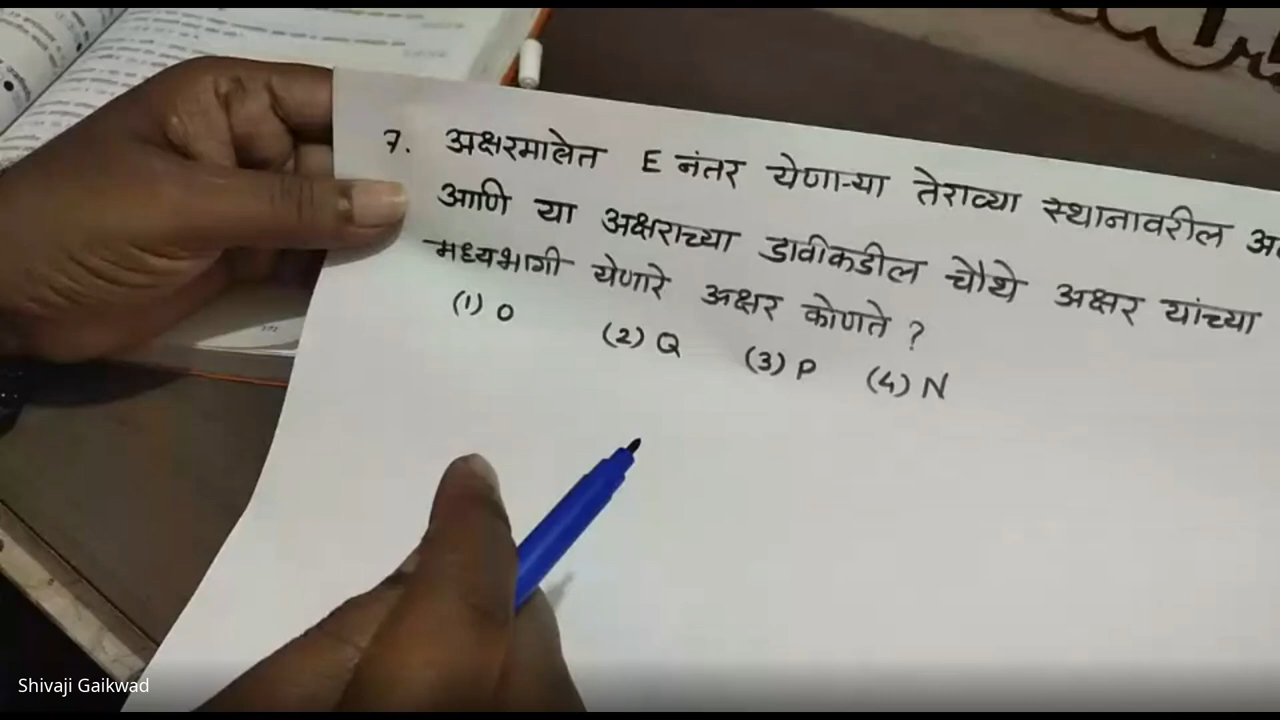 7. अक्षरमालेत E नंतर येणाऱ्या तेराव्या स्थानावरील
आणि या अक्षराच्या डावीकडील चौथे अक्षर यांच्या
मध्यभागी येणारे अक्षर कोणते ?
(1) O (2) Q (3) P (4) N
Shivaji Gaikwad